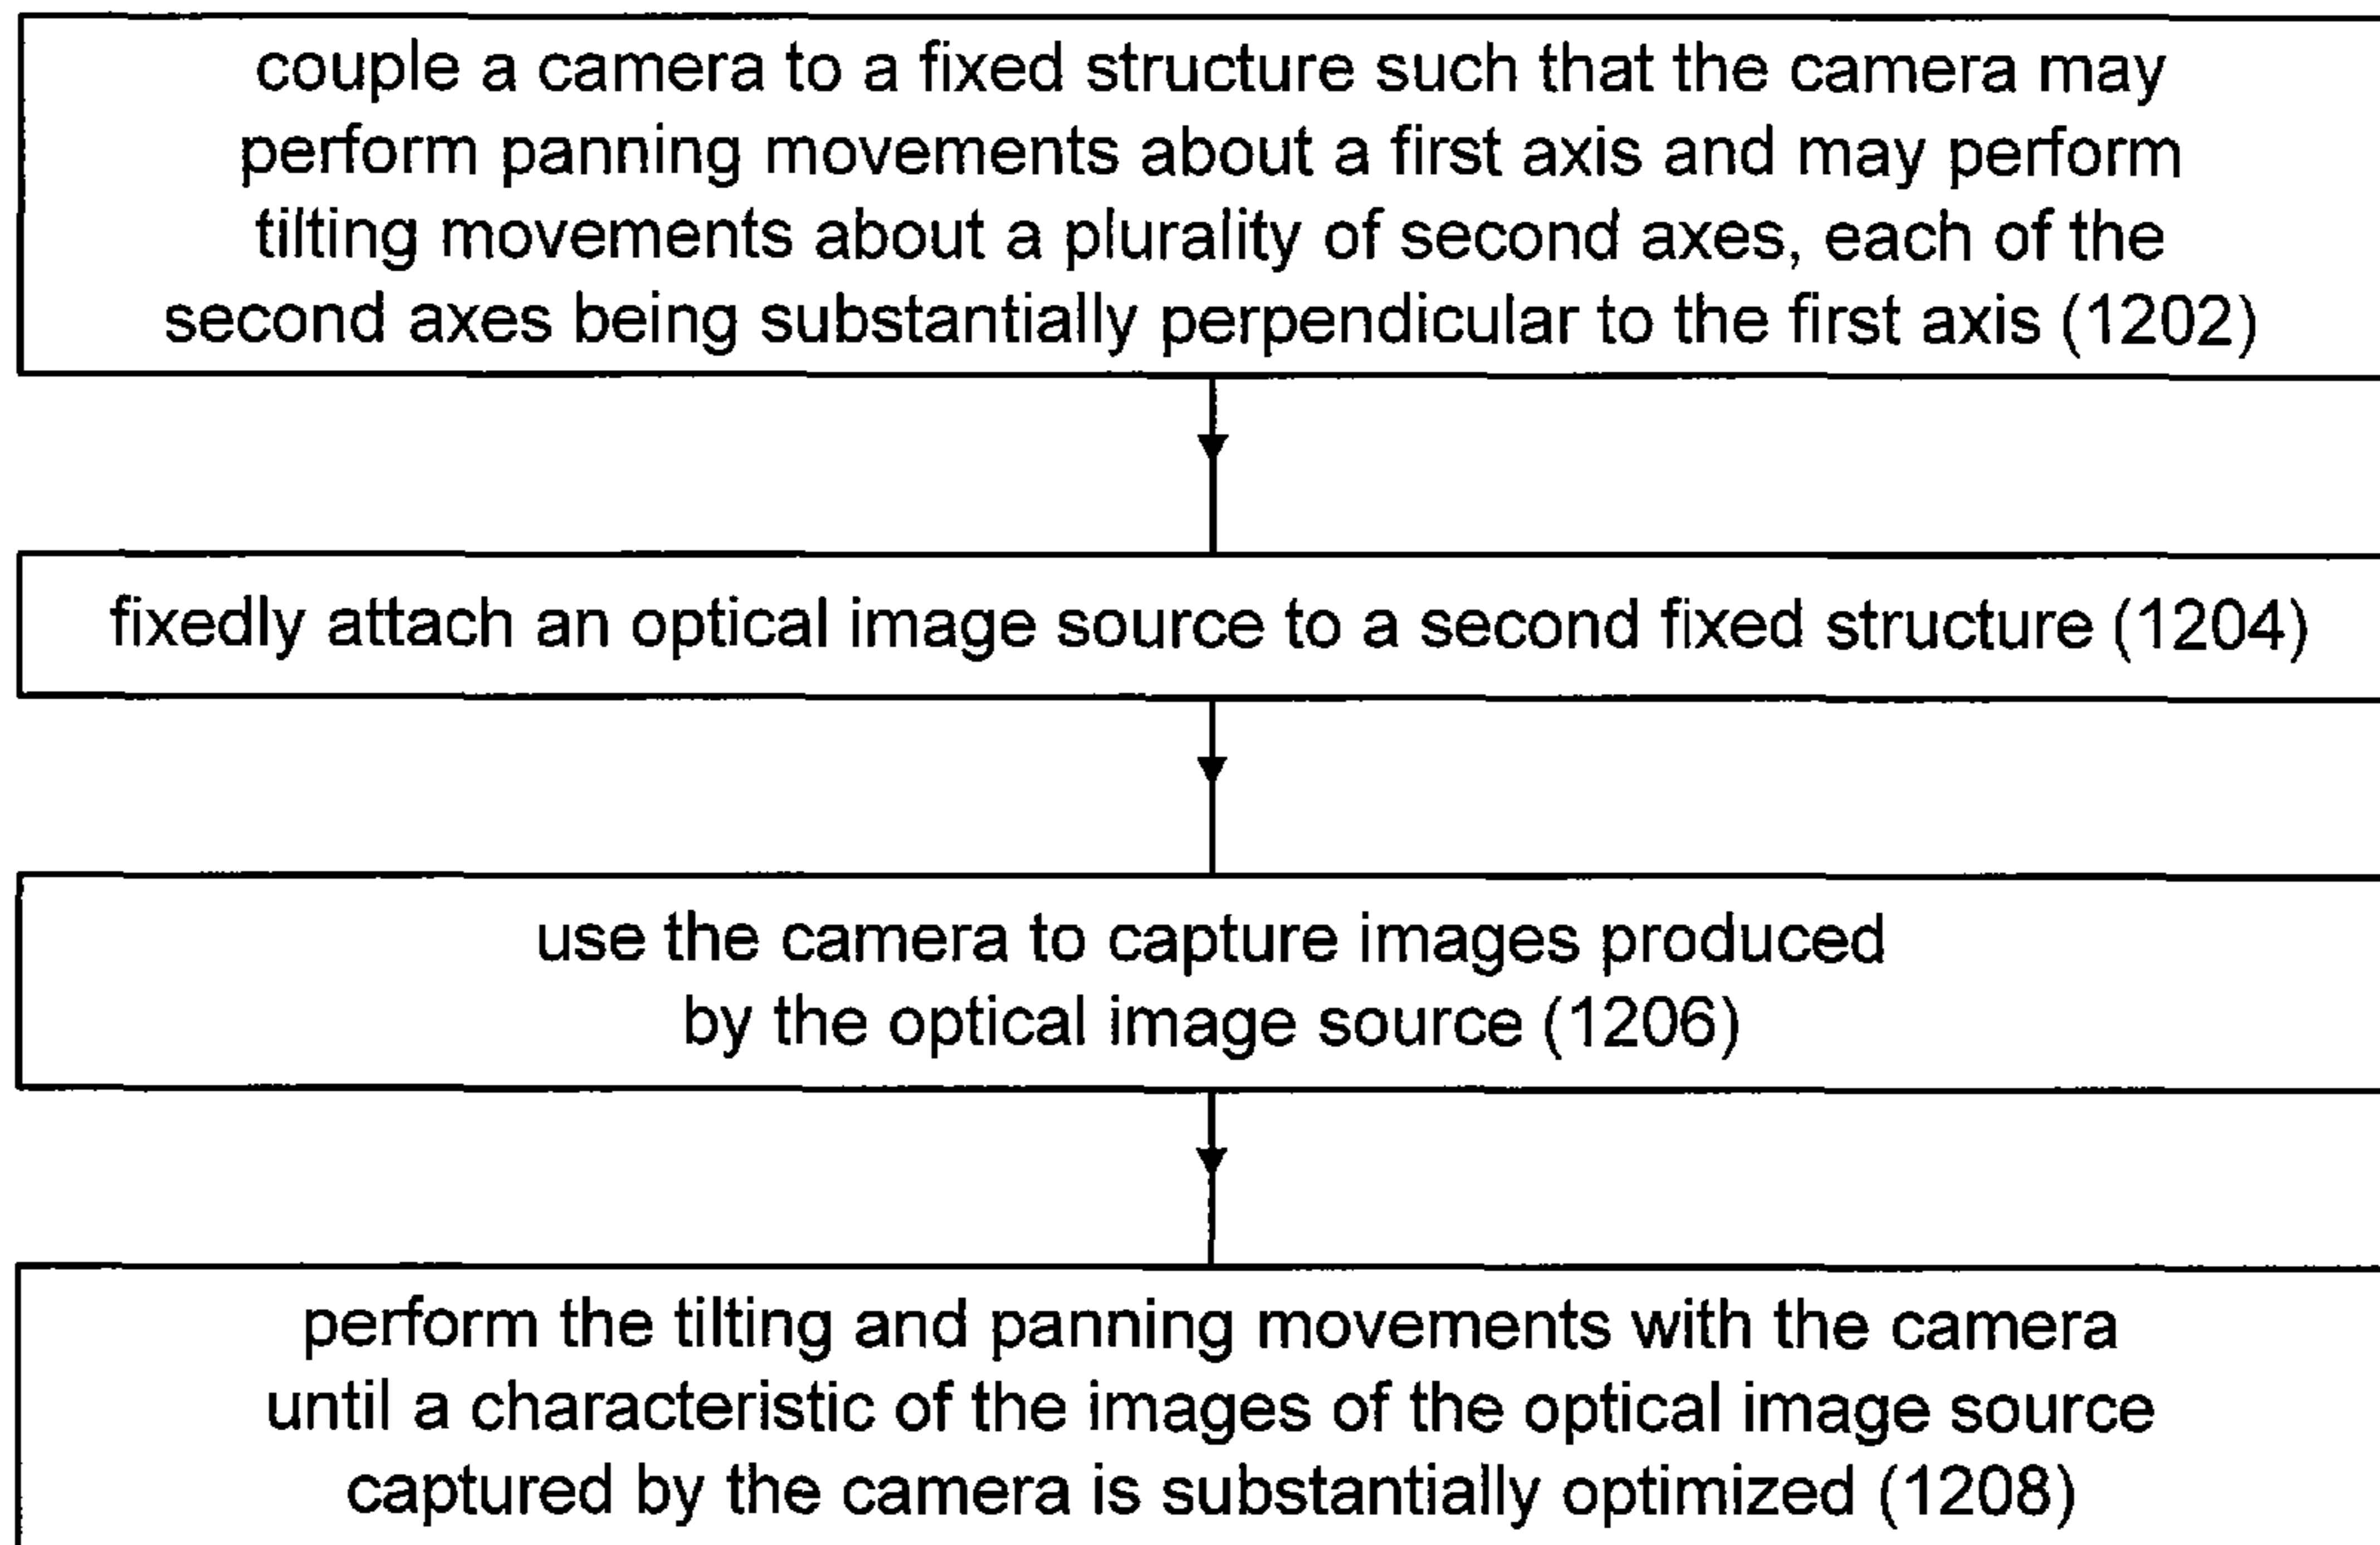 couple a camera to a fixed structure such that the camera may
perform panning movements about a first axis and may perform
tilting movements about a plurality of second axes, each of the
second axes being substantially perpendicular to the first axis (1202)
fixedly attach an optical image source to a second fixed structure (1204)
use the camera to capture images produced
by the optical image source (1206)
perform the tilting and panning movements with the camera
until a characteristic of the images of the optical image source
captured by the camera is substantially optimized (1208)